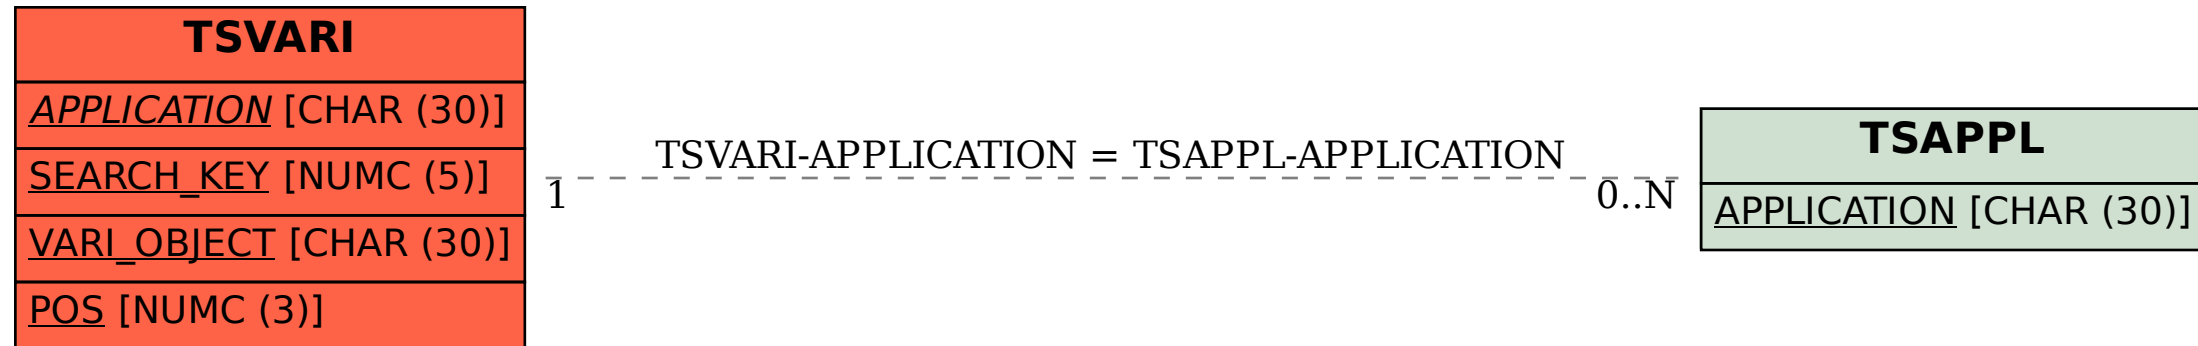 TSVARI
APPLICATION [CHAR (30)]
SEARCH_KEY [NUMC (5)]
VARI_OBJECT [CHAR (30)]
POS [NUMC (3)]
TSVARI-APPLICATION = TSAPPL-APPLICATION
1
0..N
TSAPPL
APPLICATION [CHAR (30)]